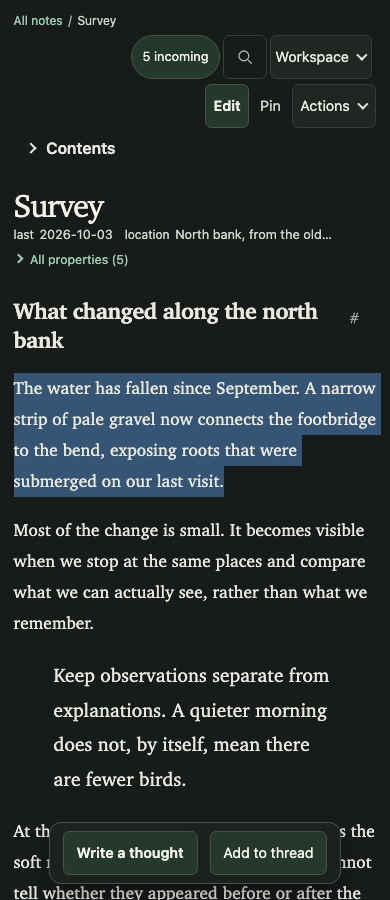 All notes / Survey
5 incoming
Workspace
Edit
Pin
Actions
Contents
Survey
last 2026-10-03 location North bank, from the old...
All properties (5)
What changed along the north #
bank
The water has fallen since September. A narrow
strip of pale gravel now connects the footbridge
to the bend, exposing roots that were
submerged on our last visit.
Most of the change is small. It becomes visible
when we stop at the same places and compare
what we can actually see, rather than what we
remember.
Keep observations separate from
explanations. A quieter morning
does not, by itself, mean there
are fewer birds.
At the
soft
Write a thought
Add to thread
tell whether they appeared before or after the